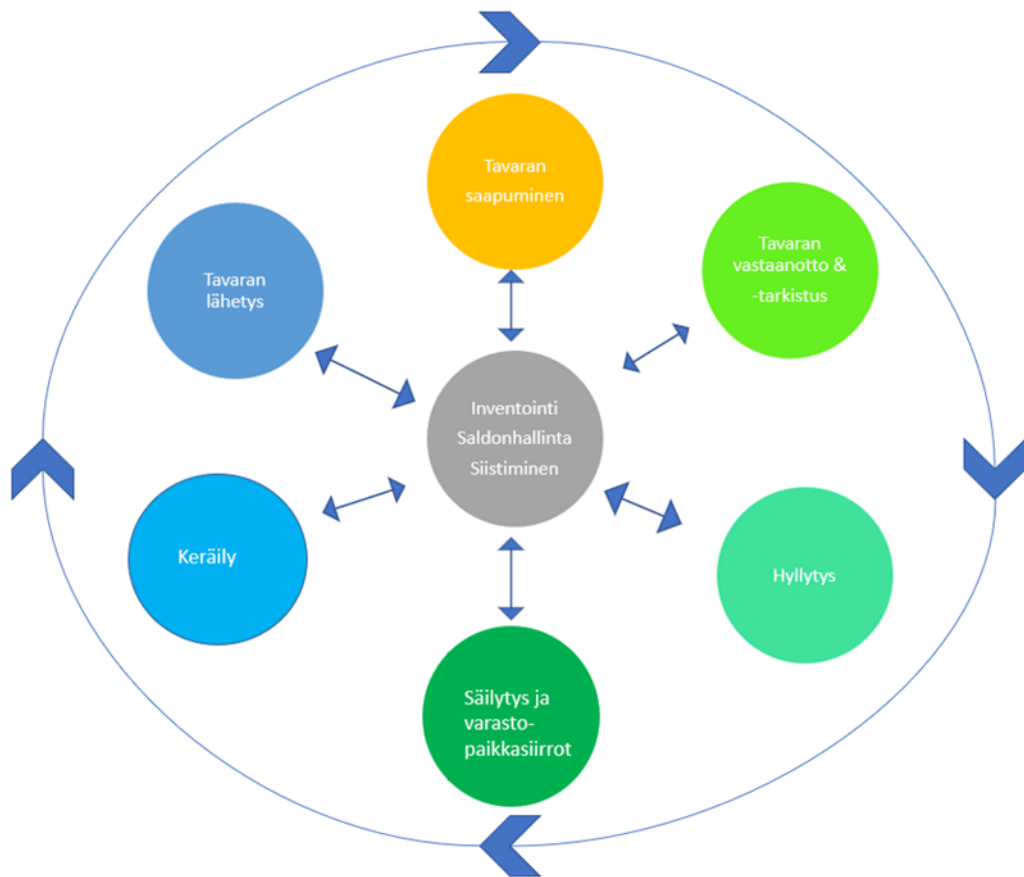 Tavaran
saapuminen
Tavaran
vastaanotto &
-tarkistus
Tavaran
lähetys
Inventointi
Saldonhallinta
Siistiminen
Keräily
Hyllytys
Säilytys ja
varasto-
paikkasiirrot